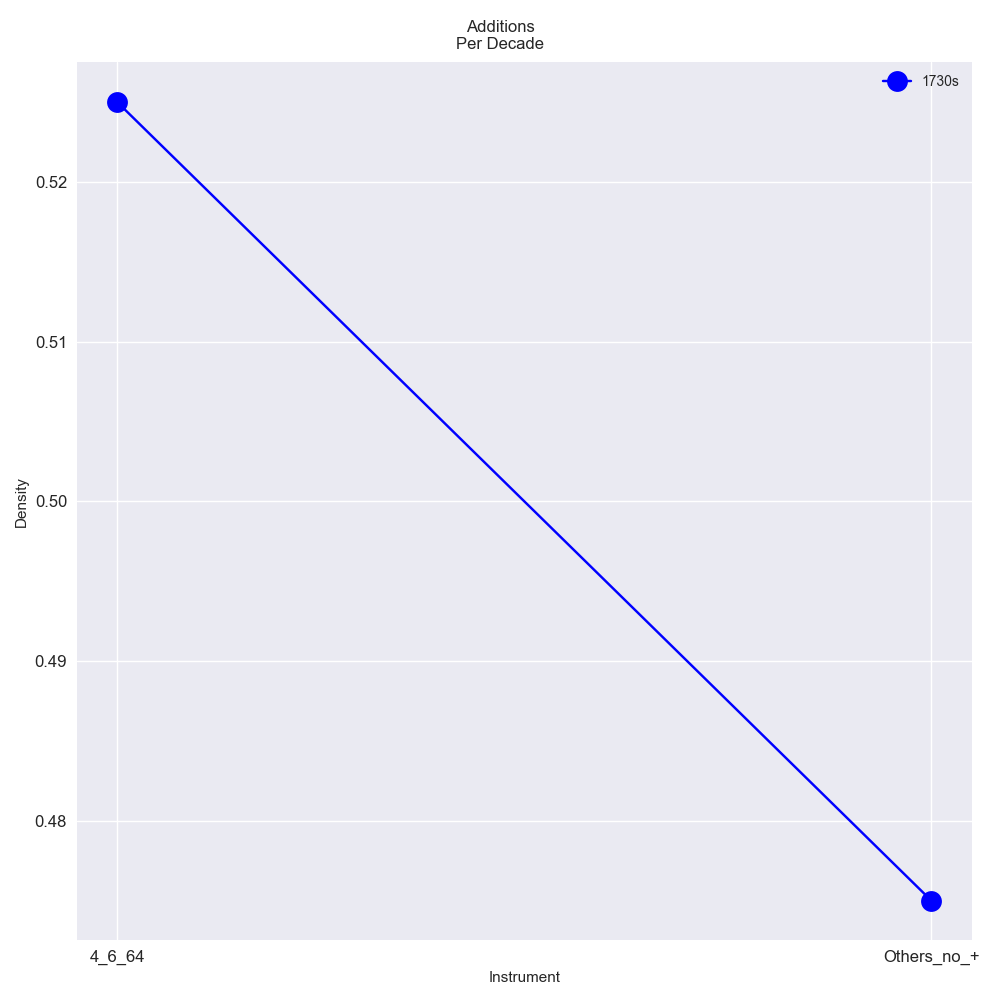 Additions
Per Decade
1730s
0.52
0.51
0.50
0.49
0.48
Density
4_6_64
Others_no_+
Instrument